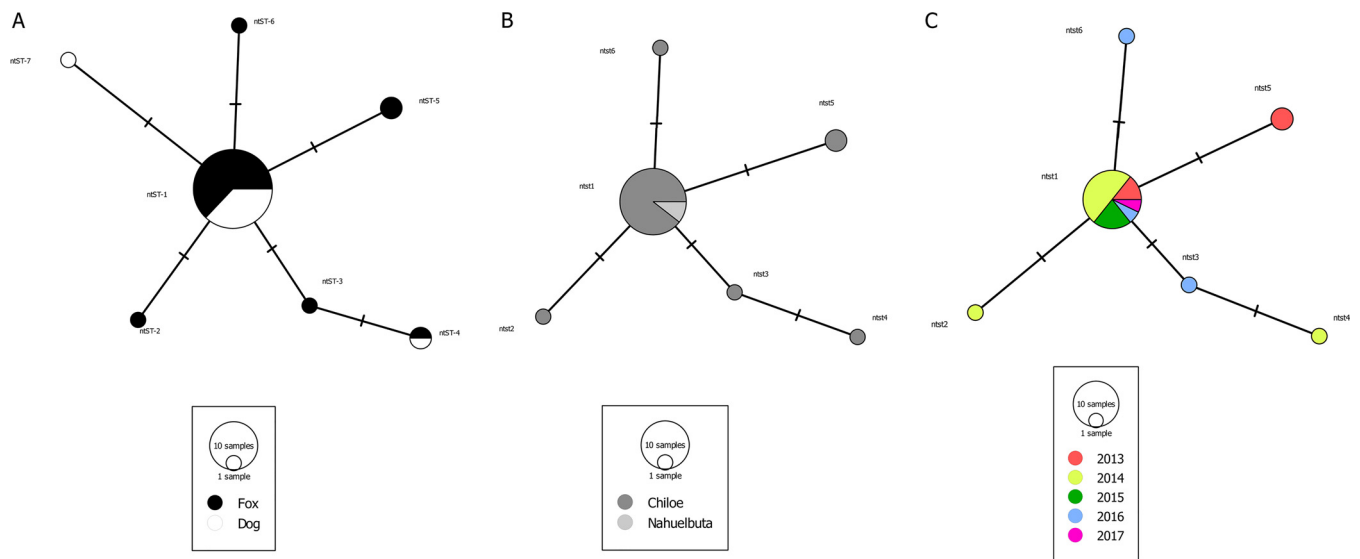 A
ntST-6
ntST-7
ntST-5
ntST-1
ntST-3
ntST-2
ntST-4
10 samples
1 sample
Fox
Dog
B
ntst6
ntst5
ntst1
ntst3
ntst2
ntst4
10 samples
1 sample
Chiloe
Nahuelbuta
C
ntst6
ntst5
ntst1
ntst3
ntst2
ntst4
10 samples
1 sample
2013
2014
2015
2016
2017